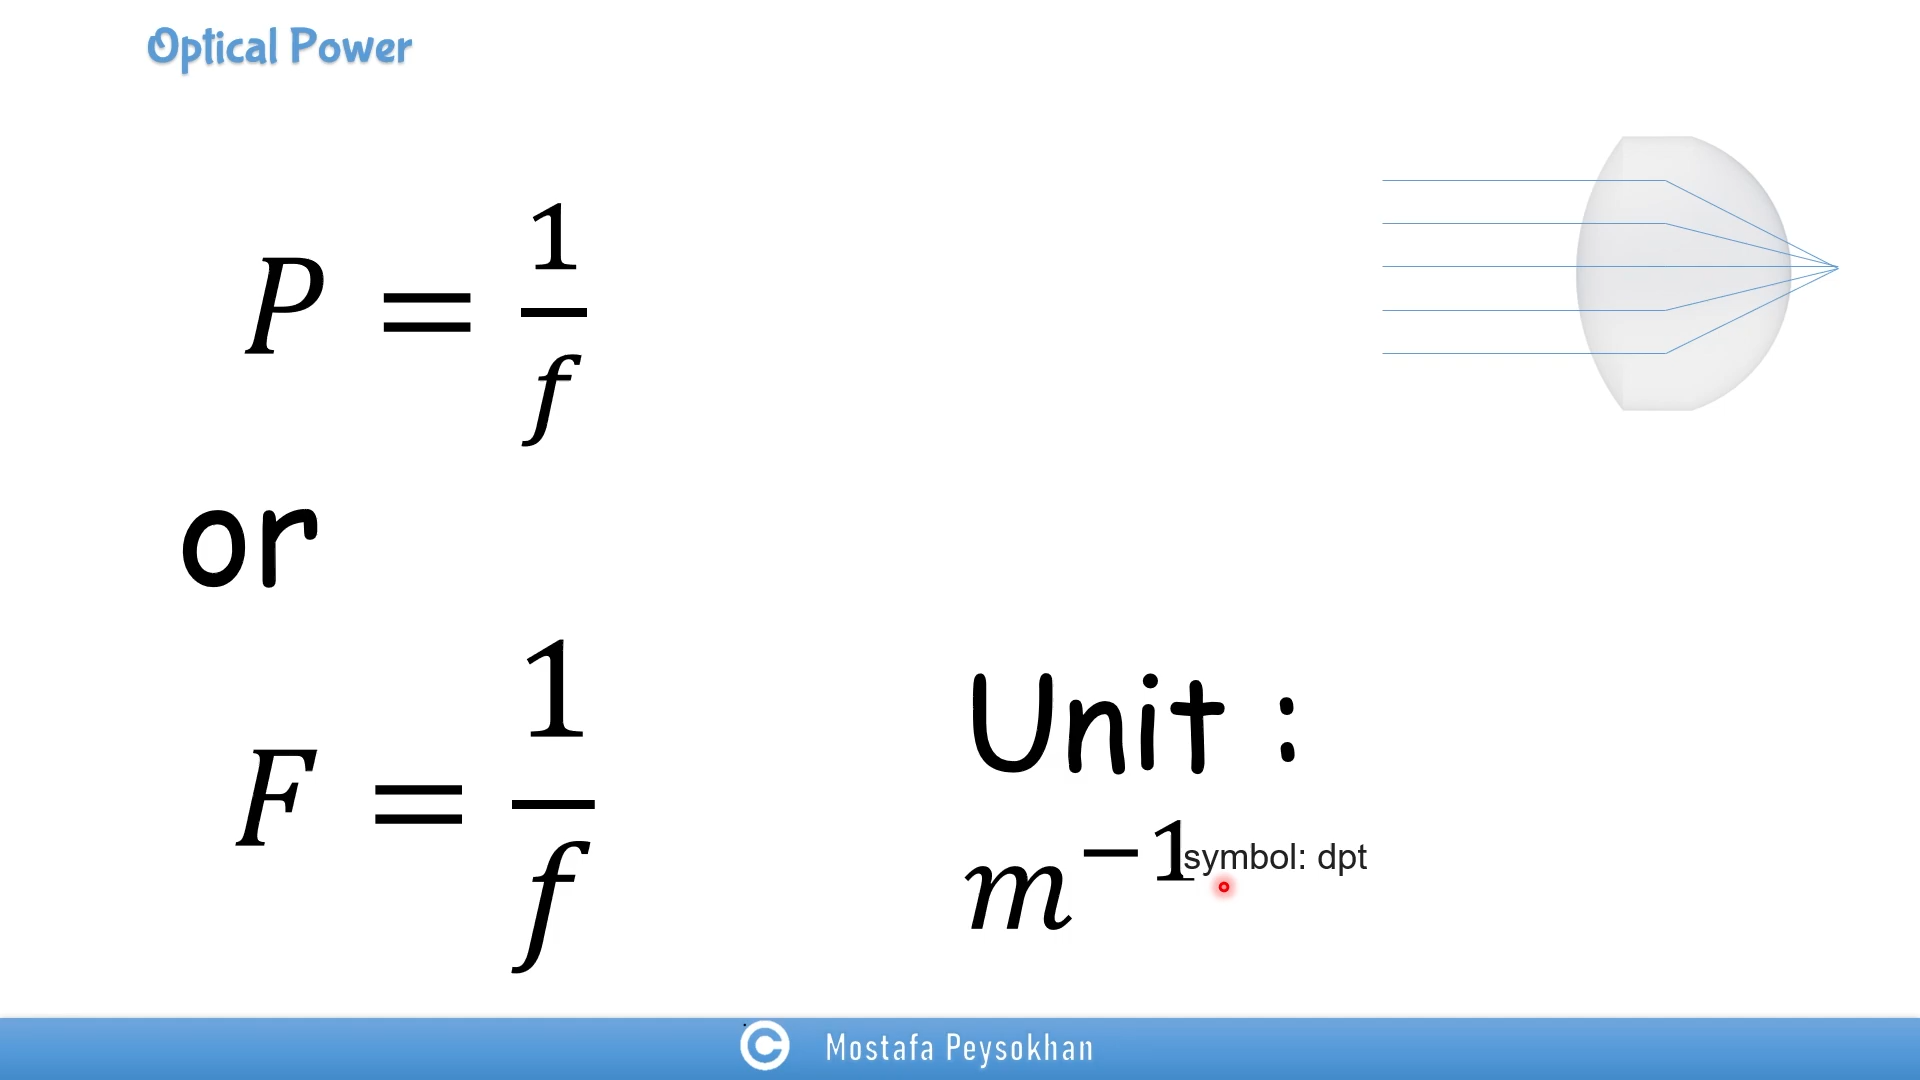 Optical Power
P = 1/f
or
F = 1/f
Unit :
m⁻¹ symbol: dpt
© Mostafa Peysokhan